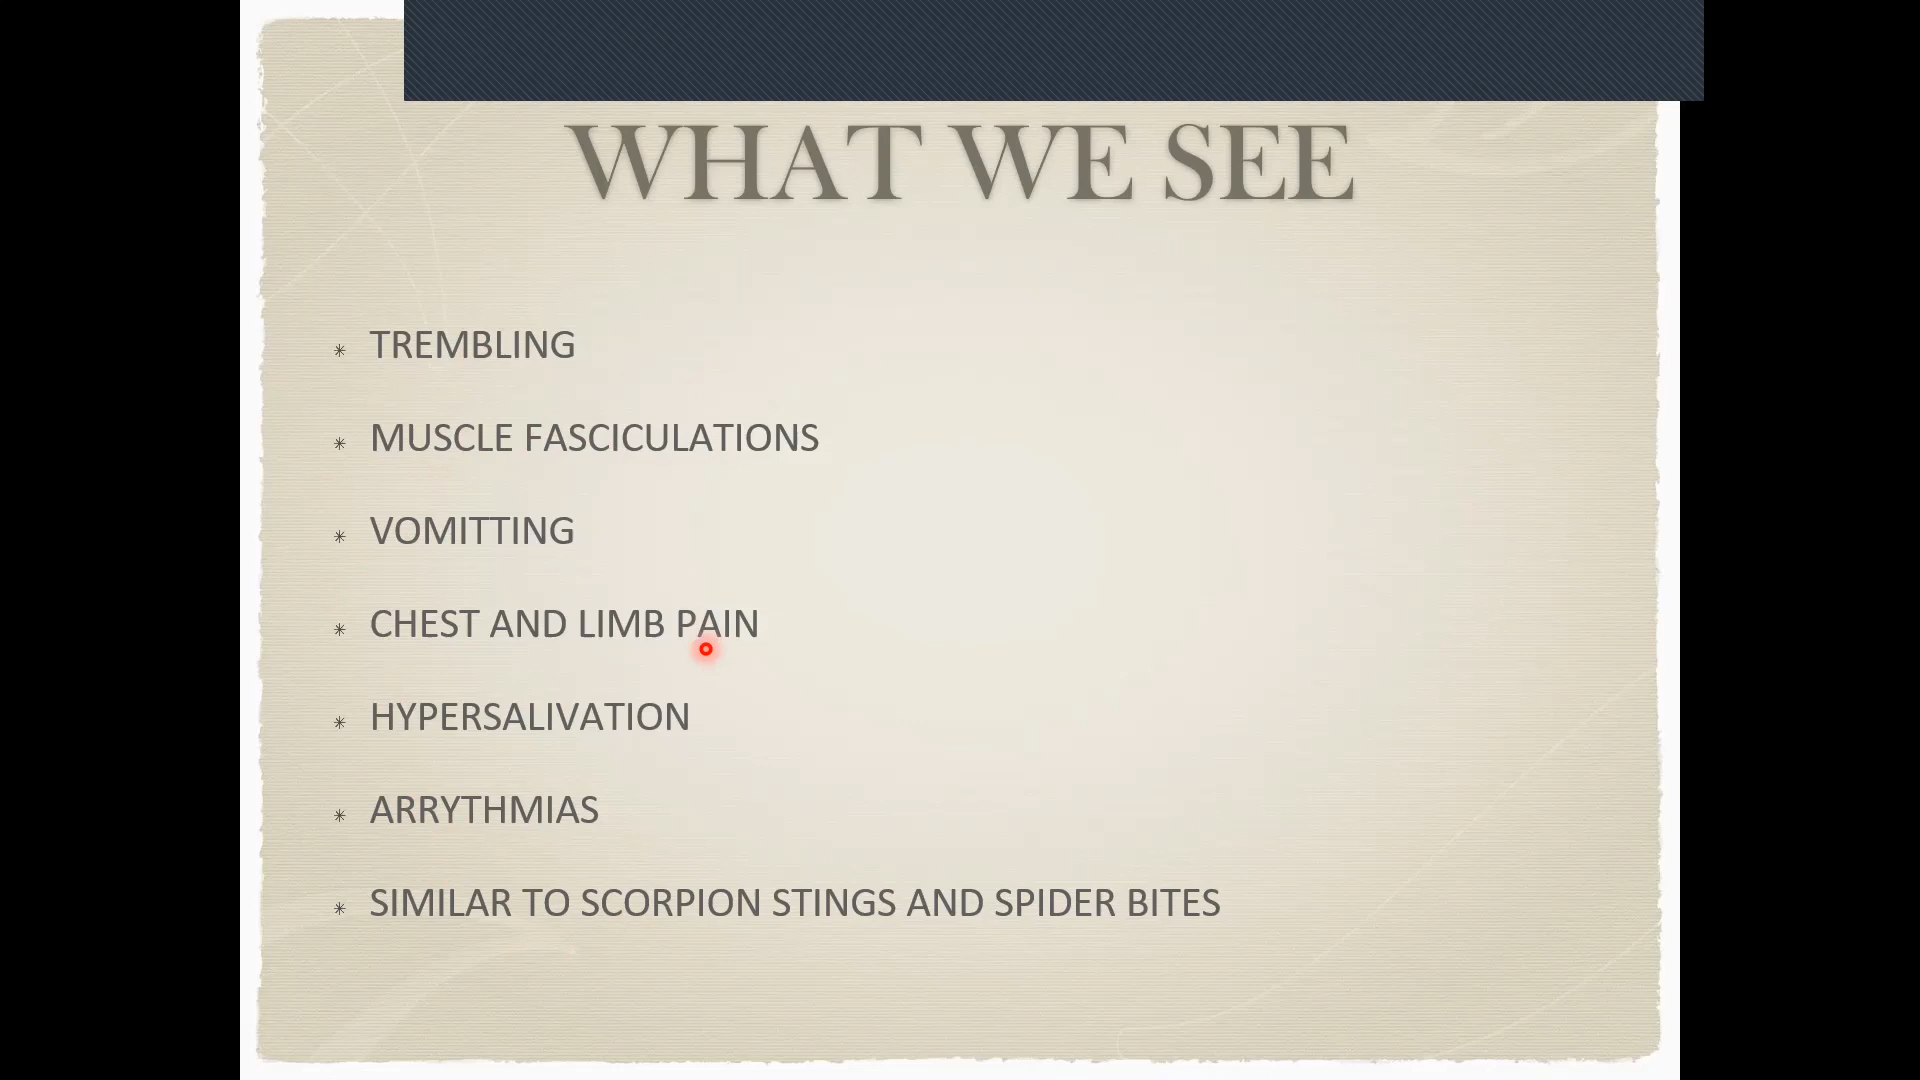 WHAT WE SEE
TREMBLING
MUSCLE FASCICULATIONS
VOMITTING
CHEST AND LIMB PAIN
HYPERSALIVATION
ARRYTHMIAS
SIMILAR TO SCORPION STINGS AND SPIDER BITES